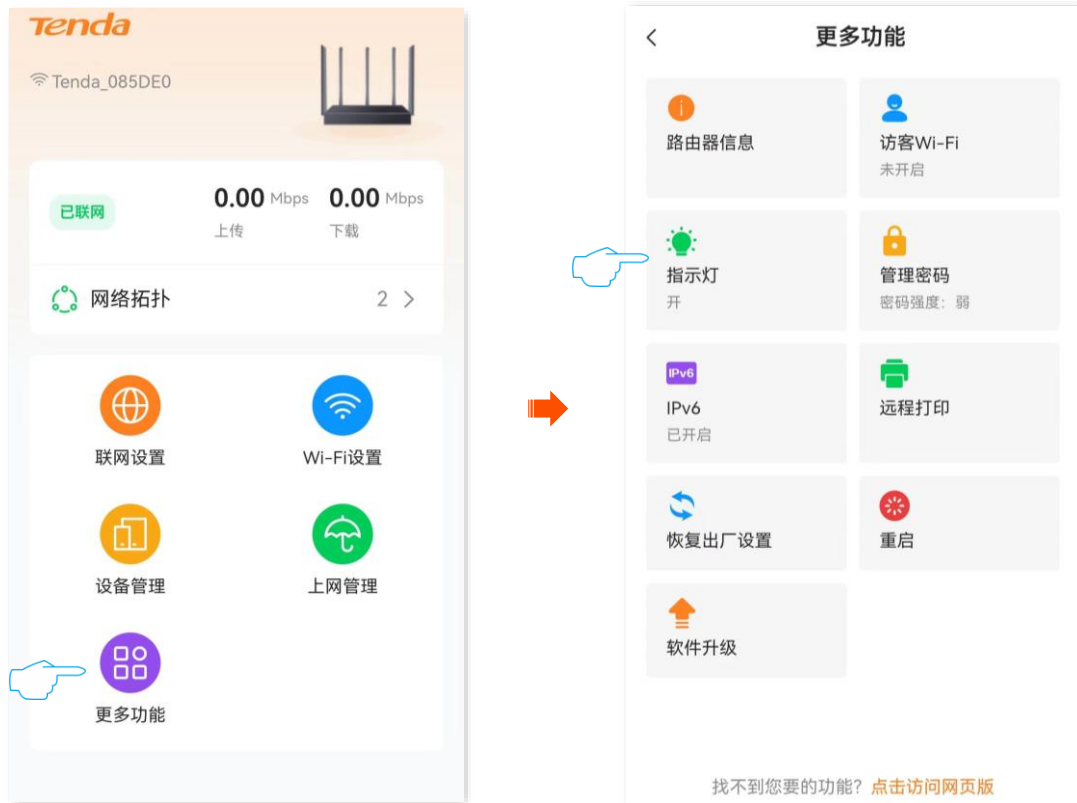 Tenda
Tenda_085DE0
已联网
0.00 Mbps 0.00 Mbps
上传 下载
网络拓扑 2
联网设置 Wi-Fi设置
设备管理 上网管理
更多功能
更多功能
路由器信息 访客Wi-Fi
未开启
指示灯 管理密码
开 密码强度：弱
IPv6
IPv6 远程打印
已开启
恢复出厂设置 重启
软件升级
找不到您要的功能？点击访问网页版